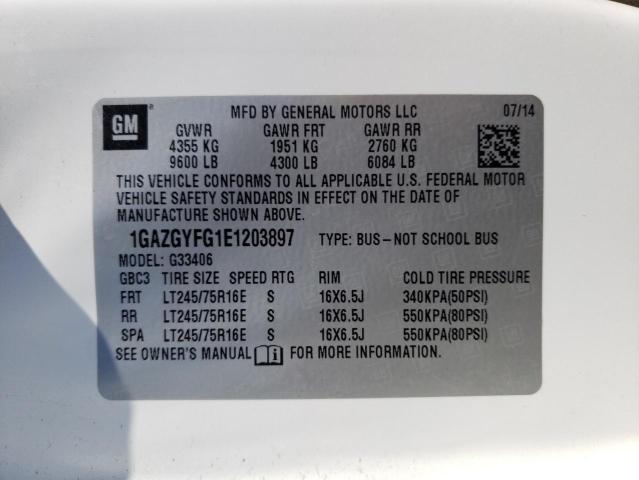 GM ® MFD BY GENERAL MOTORS LLC 07/14
GVWR GAWR FRT GAWR RR
4355 KG 1951 KG 2760 KG
9600 LB 4300 LB 6084 LB
THIS VEHICLE CONFORMS TO ALL APPLICABLE U.S. FEDERAL MOTOR
VEHICLE SAFETY STANDARDS IN EFFECT ON THE DATE OF
MANUFACTURE SHOWN ABOVE.
1GAZGYFG1E1203897 TYPE: BUS–NOT SCHOOL BUS
MODEL: G33406
GBC3 TIRE SIZE SPEED RTG RIM COLD TIRE PRESSURE
FRT LT245/75R16E S 16X6.5J 340KPA(50PSI)
RR LT245/75R16E S 16X6.5J 550KPA(80PSI)
SPA LT245/75R16E S 16X6.5J 550KPA(80PSI)
SEE OWNER'S MANUAL i FOR MORE INFORMATION.